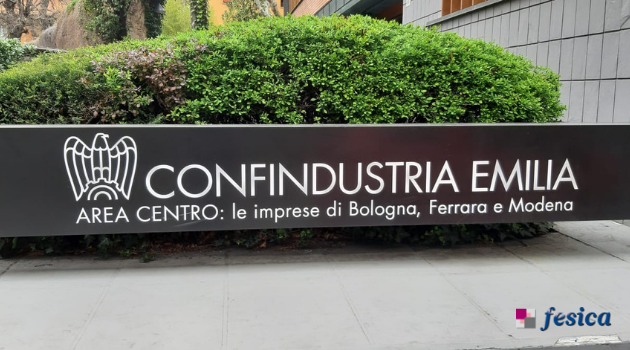 CONFINDUSTRIA EMILIA
AREA CENTRO: le imprese di Bologna, Ferrara e Modena
fesica